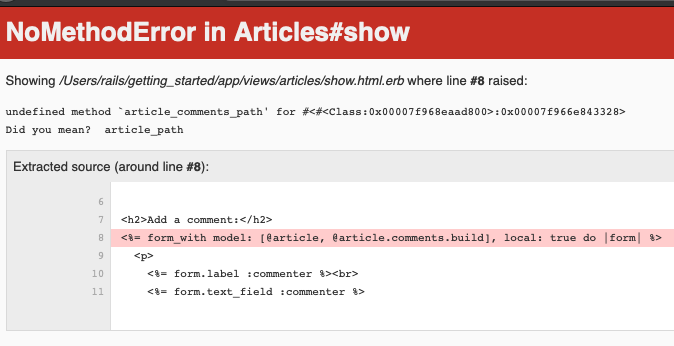 NoMethodError in Articles#show
Showing /Users/rails/getting_started/app/views/articles/show.html.erb where line #8 raised:
undefined method `article_comments_path' for #<#<Class:0x00007f968eaad800>:0x00007f966e843328>
Did you mean?  article_path
Extracted source (around line #8):
6
7 <h2>Add a comment:</h2>
8 <%= form_with model: [@article, @article.comments.build], local: true do |form| %>
9   <p>
10     <%= form.label :commenter %><br>
11     <%= form.text_field :commenter %>